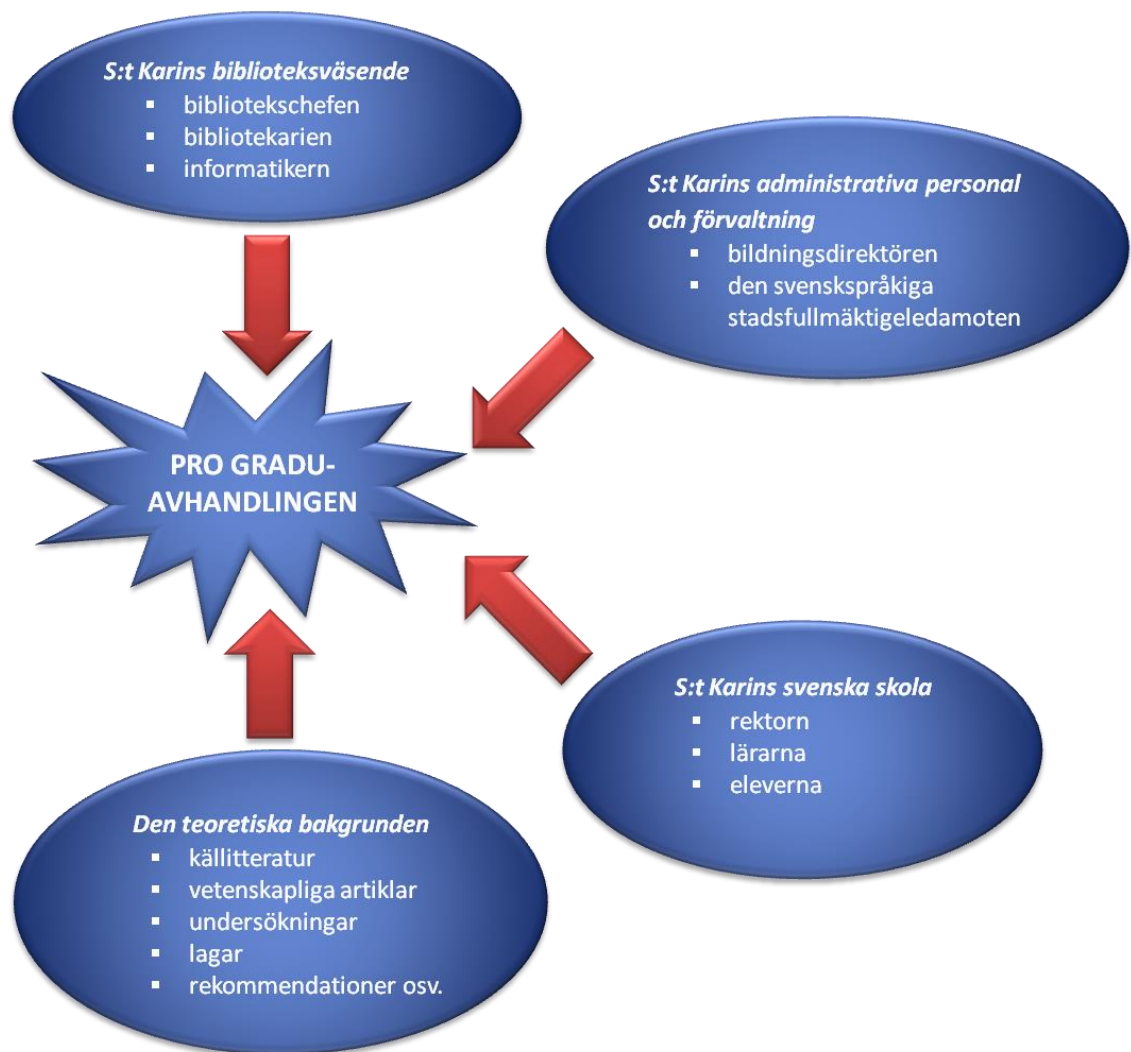 S:t Karins biblioteksväsende
▪ bibliotekschefen
▪ bibliotekarien
▪ informatikern
S:t Karins administrativa personal
och förvaltning
▪ bildningsdirektören
▪ den svenskspråkiga
stadsfullmäktigeledamoten
PRO GRADU-
AVHANDLINGEN
S:t Karins svenska skola
▪ rektorn
▪ lärarna
▪ eleverna
Den teoretiska bakgrunden
▪ källitteratur
▪ vetenskapliga artiklar
▪ undersökningar
▪ lagar
▪ rekommendationer osv.